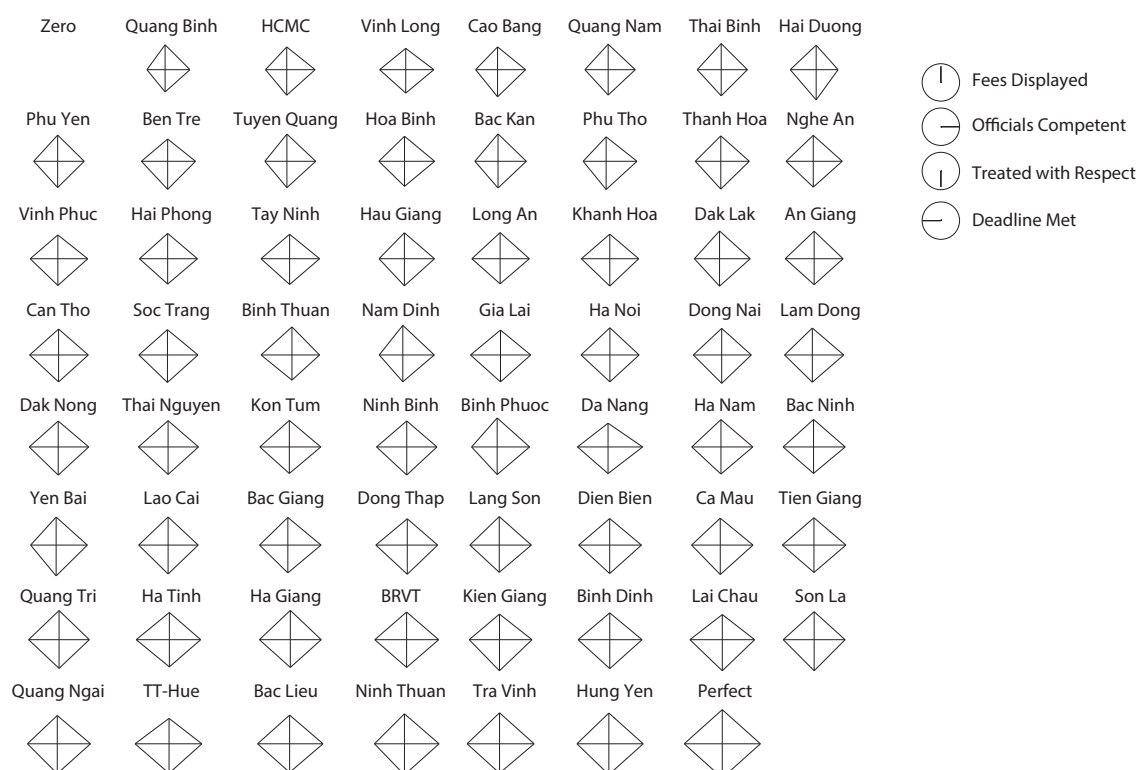 Zero Quang Binh HCMC Vinh Long Cao Bang Quang Nam Thai Binh Hai Duong
Phu Yen Ben Tre Tuyen Quang Hoa Binh Bac Kan Phu Tho Thanh Hoa Nghe An
Vinh Phuc Hai Phong Tay Ninh Hau Giang Long An Khanh Hoa Dak Lak An Giang
Can Tho Soc Trang Binh Thuan Nam Dinh Gia Lai Ha Noi Dong Nai Lam Dong
Dak Nong Thai Nguyen Kon Tum Ninh Binh Binh Phuoc Da Nang Ha Nam Bac Ninh
Yen Bai Lao Cai Bac Giang Dong Thap Lang Son Dien Bien Ca Mau Tien Giang
Quang Tri Ha Tinh Ha Giang BRVT Kien Giang Binh Dinh Lai Chau Son La
Quang Ngai TT-Hue Bac Lieu Ninh Thuan Tra Vinh Hung Yen Perfect
Fees Displayed
Officials Competent
Treated with Respect
Deadline Met